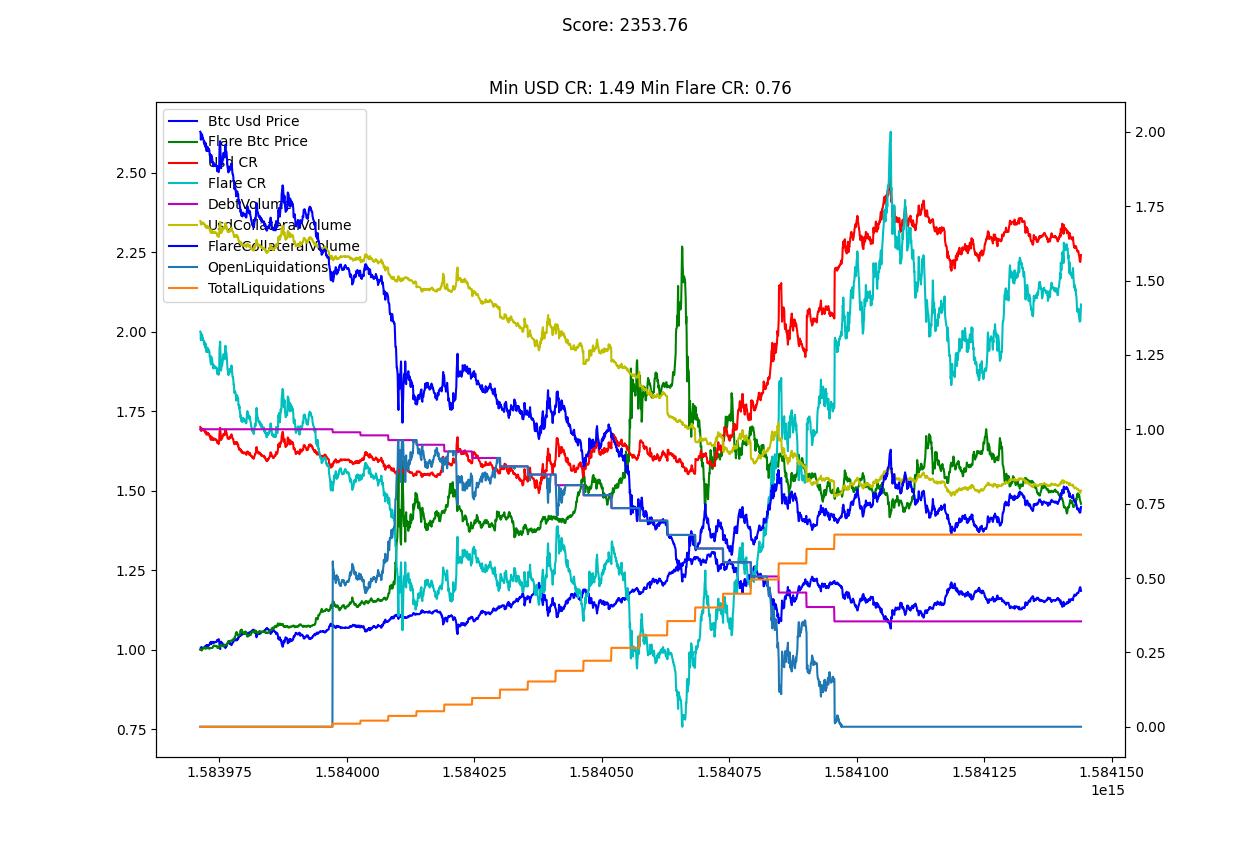 Score: 2353.76
Min USD CR: 1.49 Min Flare CR: 0.76
Btc Usd Price
Flare Btc Price
Usd CR
Flare CR
DebtVolume
UsdCollateralVolume
FlareCollateralVolume
OpenLiquidations
TotalLiquidations
2.50
2.25
2.00
1.75
1.50
1.25
1.00
0.75
2.00
1.75
1.50
1.25
1.00
0.75
0.50
0.25
0.00
1.583975
1.584000
1.584025
1.584050
1.584075
1.584100
1.584125
1.584150
1e15